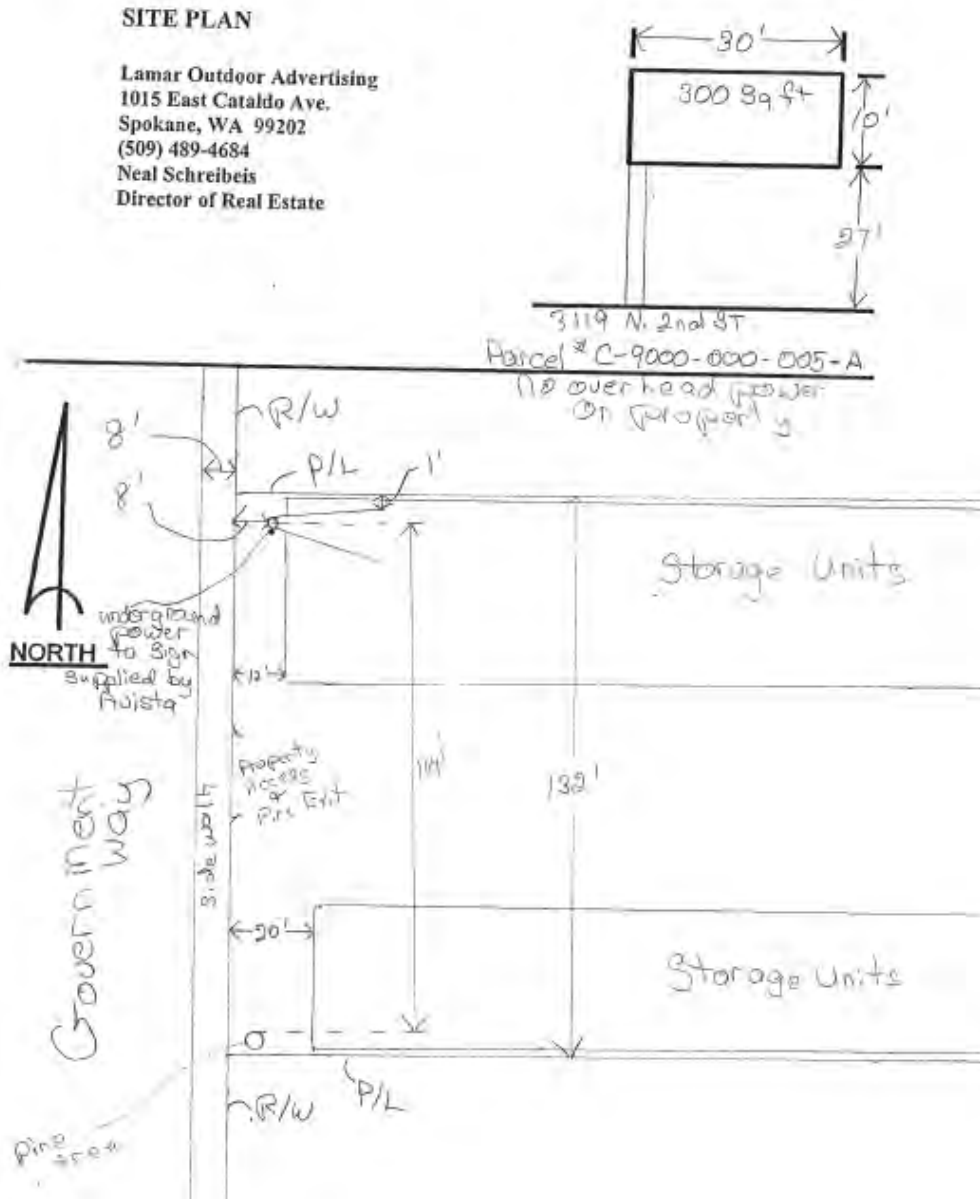 SITE PLAN
Lamar Outdoor Advertising
1015 East Cataldo Ave.
Spokane, WA 99202
(509) 489-4684
Neal Schreibeis
Director of Real Estate
30'
300 Sq ft
10'
27'
3119 N. 2nd ST
Parcel # C-9000-000-005-A
No overhead power
on property
R/W
8'
P/L
1'
8'
Storage Units
underground
power
to Sign
Supplied by
Avista
NORTH
12'
Property
Access
&
Exit
132'
Government
Way
Side walk
20'
Storage Units
R/W
P/L
Pine
tree